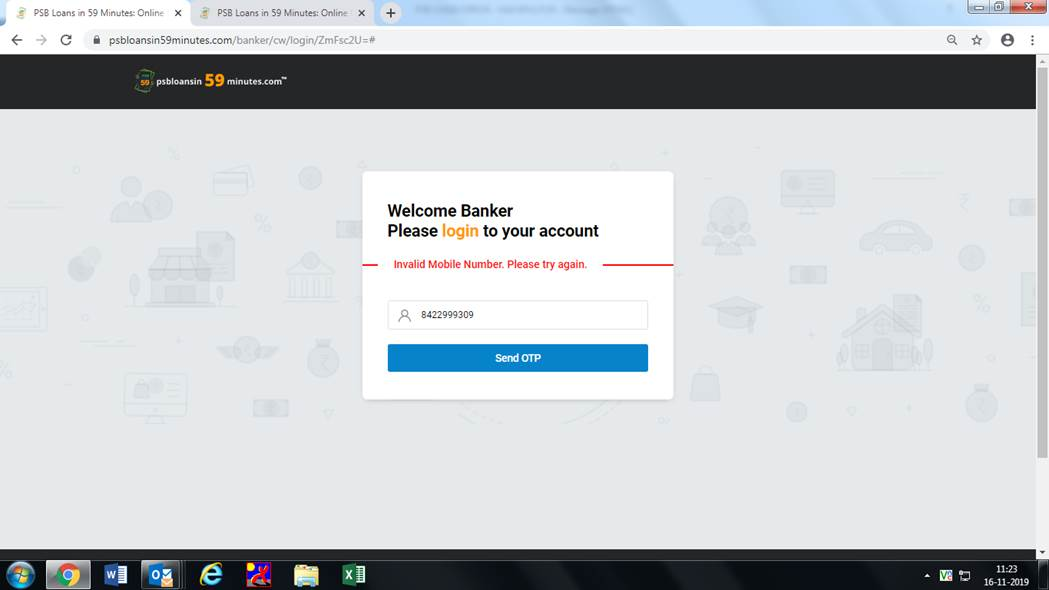 PSB Loans in 59 Minutes: Online
PSB Loans in 59 Minutes: Online
psbloansin59minutes.com/banker/cw/login/ZmFsc2U=#
59 psbloansin 59 minutes.com™
Welcome Banker
Please login to your account
Invalid Mobile Number. Please try again.
8422999309
Send OTP
11:23
16-11-2019